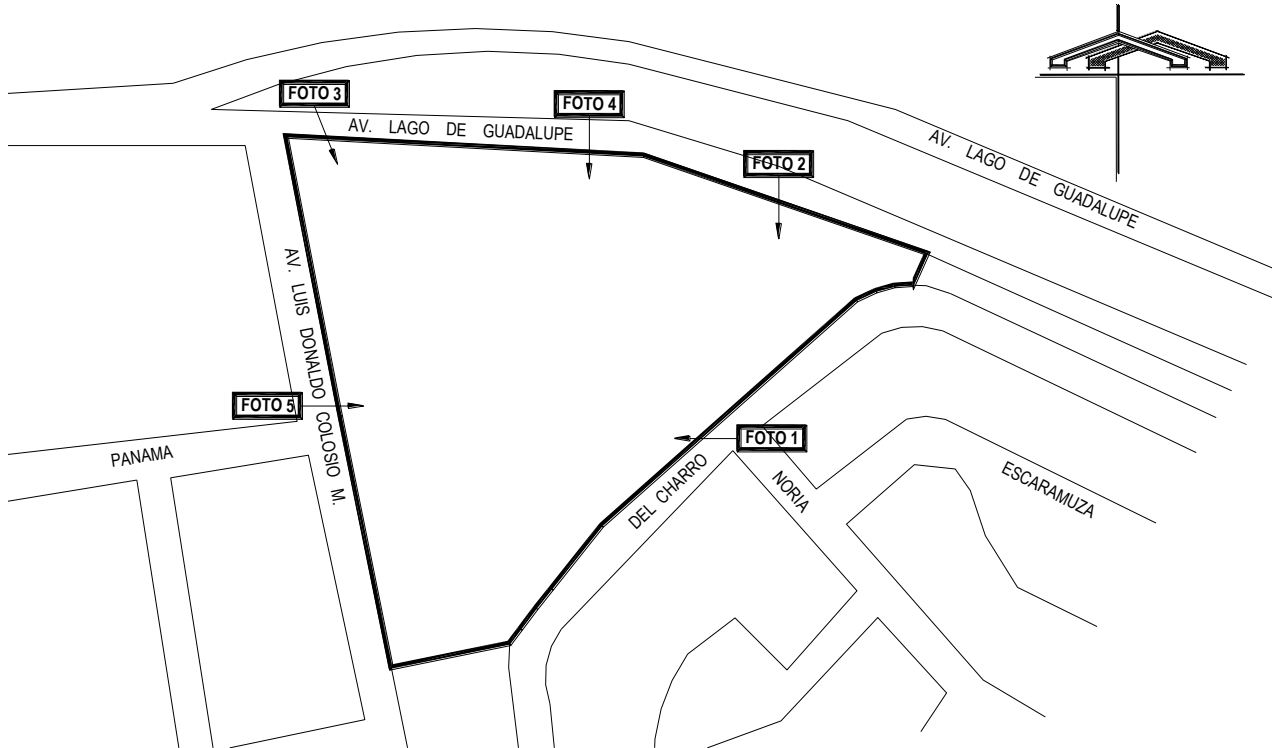 FOTO 3
FOTO 4
AV. LAGO DE GUADALUPE
AV. LAGO DE GUADALUPE
FOTO 2
AV. LUIS DONALDO COLOSIO M.
FOTO 5
FOTO 1
PANAMA
DEL CHARRO
NORIA
ESCARAMUZA